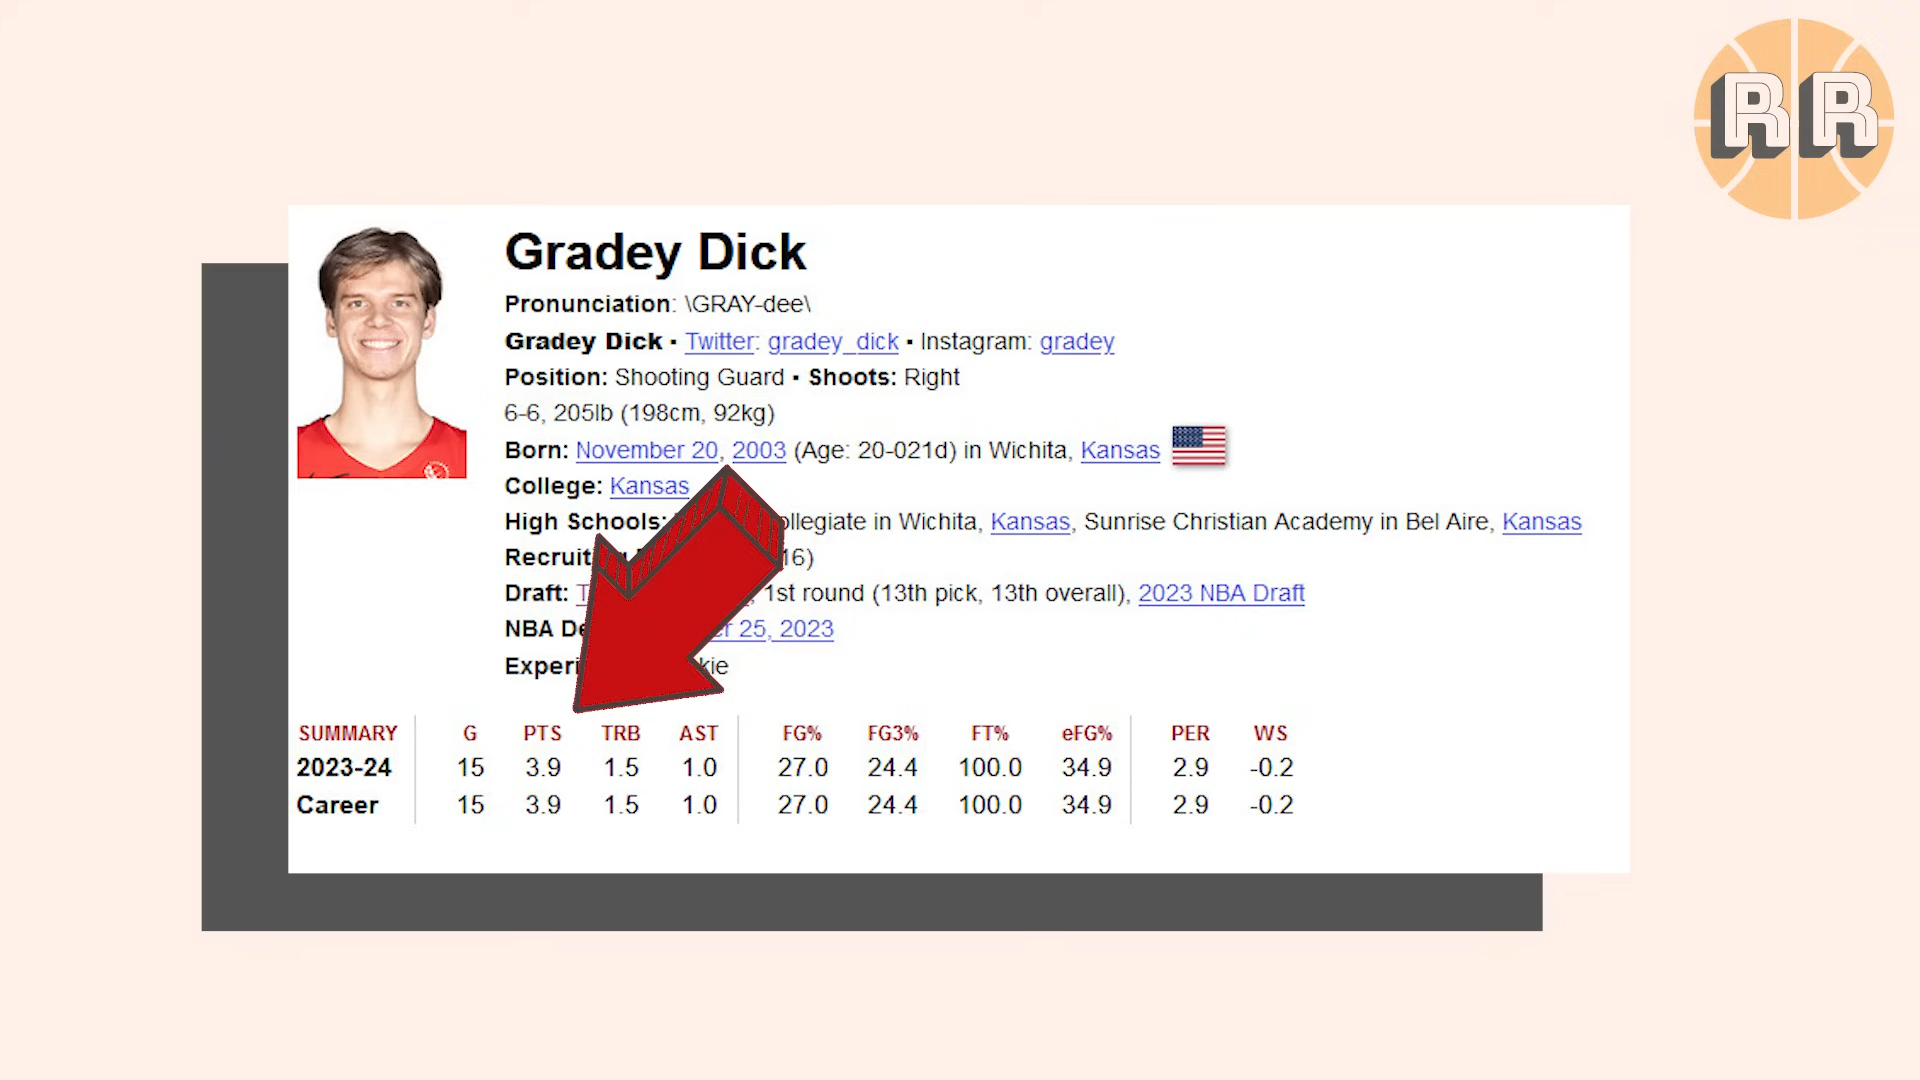 RR
Gradey Dick
Pronunciation: \GRAY-dee\
Gradey Dick ▪ Twitter: gradey_dick ▪ Instagram: gradey
Position: Shooting Guard ▪ Shoots: Right
6-6, 205lb (198cm, 92kg)
Born: November 20, 2003 (Age: 20-021d) in Wichita, Kansas
College: Kansas
High Schools: in Wichita, Kansas, Sunrise Christian Academy in Bel Aire, Kansas
16)
Draft: 1st round (13th pick, 13th overall), 2023 NBA Draft
NBA 25, 2023
SUMMARY G PTS TRB AST FG% FG3% FT% eFG% PER WS
2023-24 15 3.9 1.5 1.0 27.0 24.4 100.0 34.9 2.9 -0.2
Career 15 3.9 1.5 1.0 27.0 24.4 100.0 34.9 2.9 -0.2